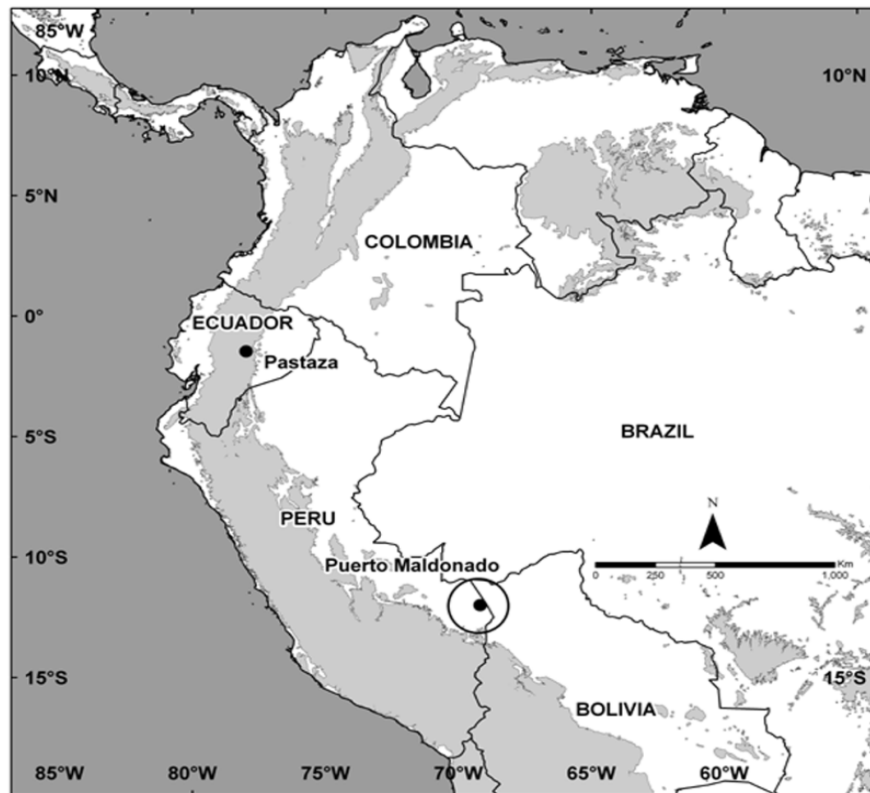 85°W
10°N
10°N
5°N
COLOMBIA
0°
ECUADOR
Pastaza
5°S
BRAZIL
N
PERU
10°S
Puerto Maldonado
Km
0 250 500 1.000
15°S
15°S
BOLIVIA
85°W 80°W 75°W 70°W 65°W 60°W